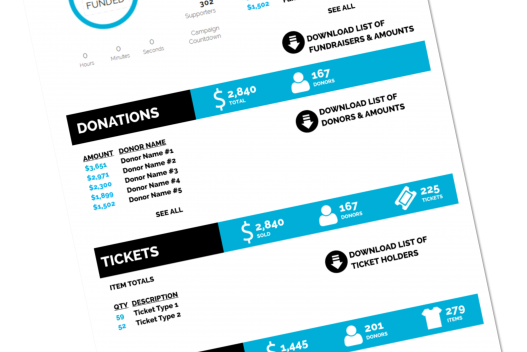 FUNDED
302
Supporters
$1,502
SEE ALL
0
Hours
0
Minutes
0
Seconds
Campaign
Countdown
DOWNLOAD LIST OF
FUNDRAISERS & AMOUNTS
DONATIONS
$2,840
TOTAL
167
DONORS
DOWNLOAD LIST OF
DONORS & AMOUNTS
AMOUNT DONOR NAME
$3,651 Donor Name #1
$2,971 Donor Name #2
$2,300 Donor Name #3
$1,899 Donor Name #4
$1,502 Donor Name #5
SEE ALL
TICKETS
$2,840
SOLD
167
DONORS
225
TICKETS
ITEM TOTALS
DOWNLOAD LIST OF
TICKET HOLDERS
QTY DESCRIPTION
59 Ticket Type 1
52 Ticket Type 2
$1,445
201
DONORS
279
ITEMS